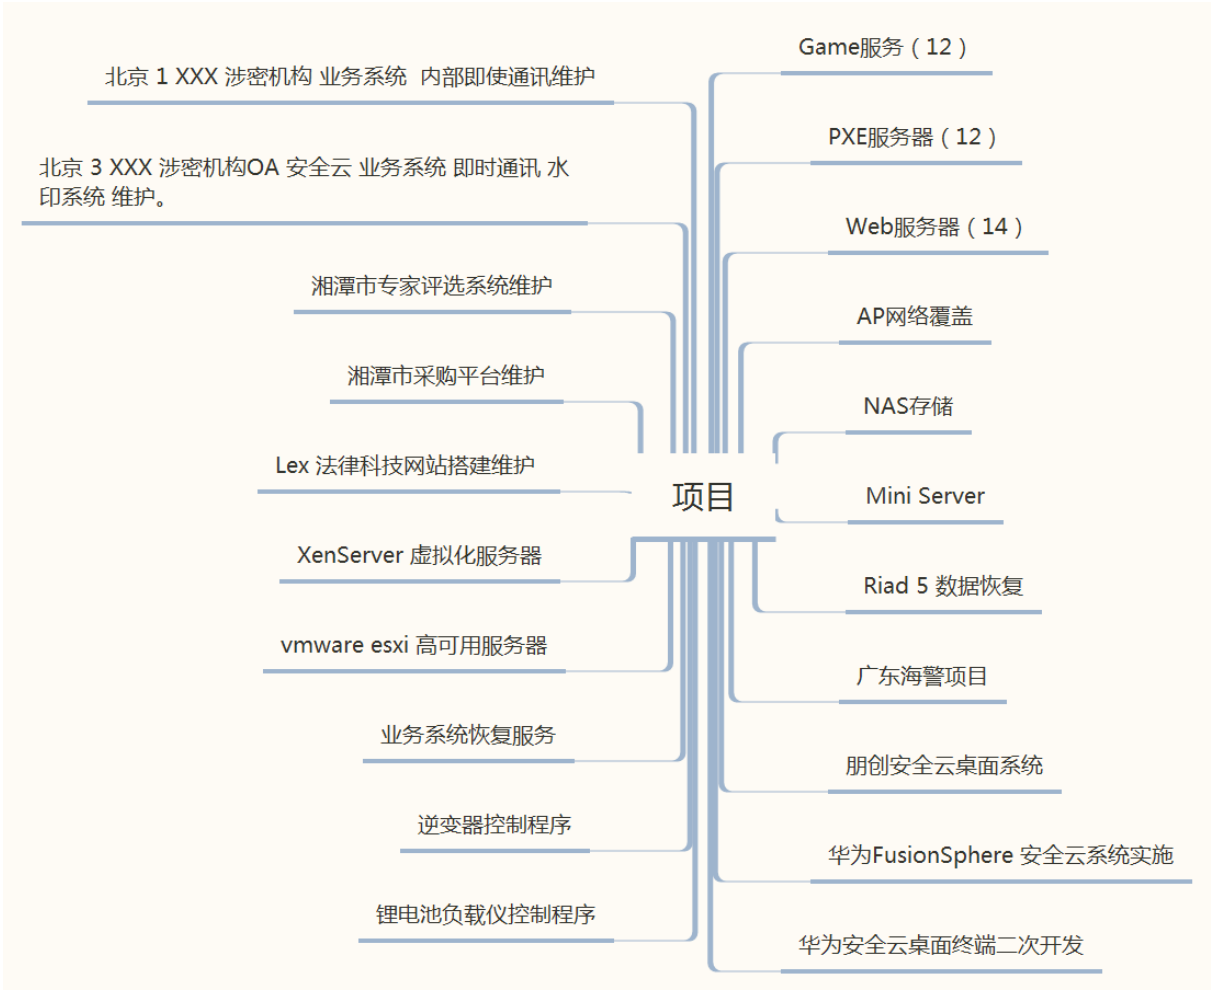 北京 1 XXX 涉密机构 业务系统  内部即使通讯维护
北京 3 XXX 涉密机构OA 安全云 业务系统 即时通讯 水
印系统 维护。
湘潭市专家评选系统维护
湘潭市采购平台维护
Lex 法律科技网站搭建维护
XenServer 虚拟化服务器
vmware esxi 高可用服务器
业务系统恢复服务
逆变器控制程序
锂电池负载仪控制程序
项目
Game服务（12）
PXE服务器（12）
Web服务器（14）
AP网络覆盖
NAS存储
Mini Server
Riad 5 数据恢复
广东海警项目
朋创安全云桌面系统
华为FusionSphere 安全云系统实施
华为安全云桌面终端二次开发